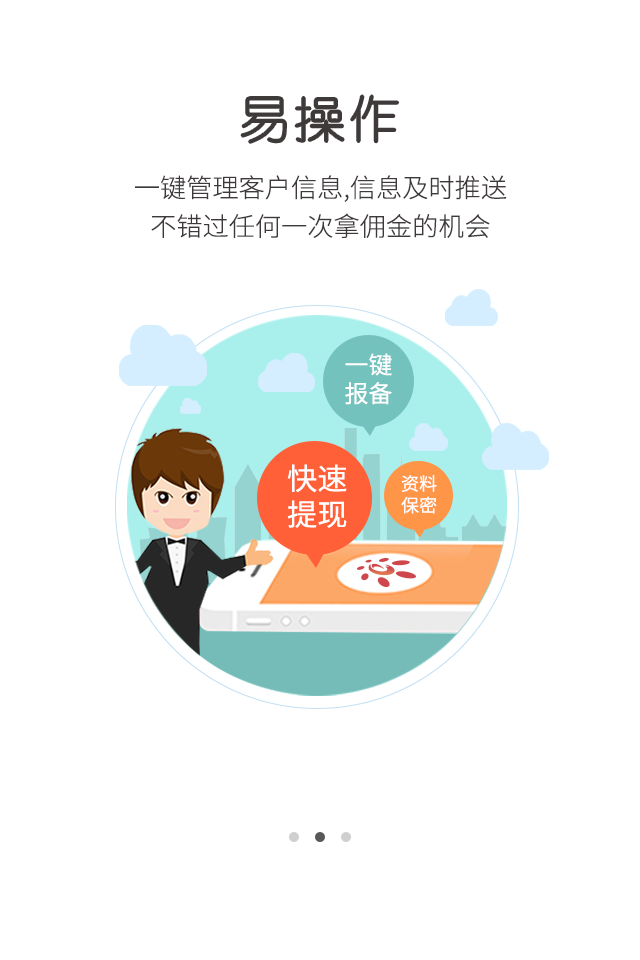 易操作
一键管理客户信息,信息及时推送
不错过任何一次拿佣金的机会
一键
报备
快速
提现
资料
保密